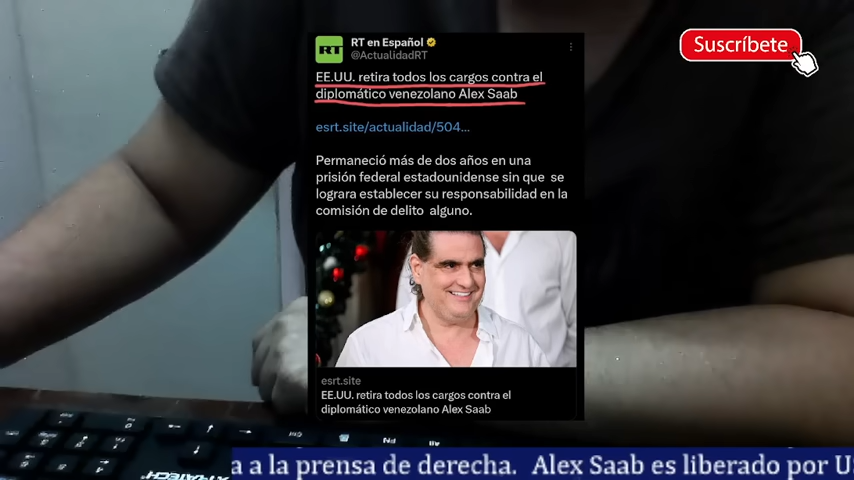 RT en Español
@ActualidadRT
Suscríbete
EE.UU. retira todos los cargos contra el
diplomático venezolano Alex Saab
esrt.site/actualidad/504...
Permaneció más de dos años en una
prisión federal estadounidense sin que se
lograra establecer su responsabilidad en la
comisión de delito alguno.
esrt.site
EE.UU. retira todos los cargos contra el
diplomático venezolano Alex Saab
a a la prensa de derecha. Alex Saab es liberado por U